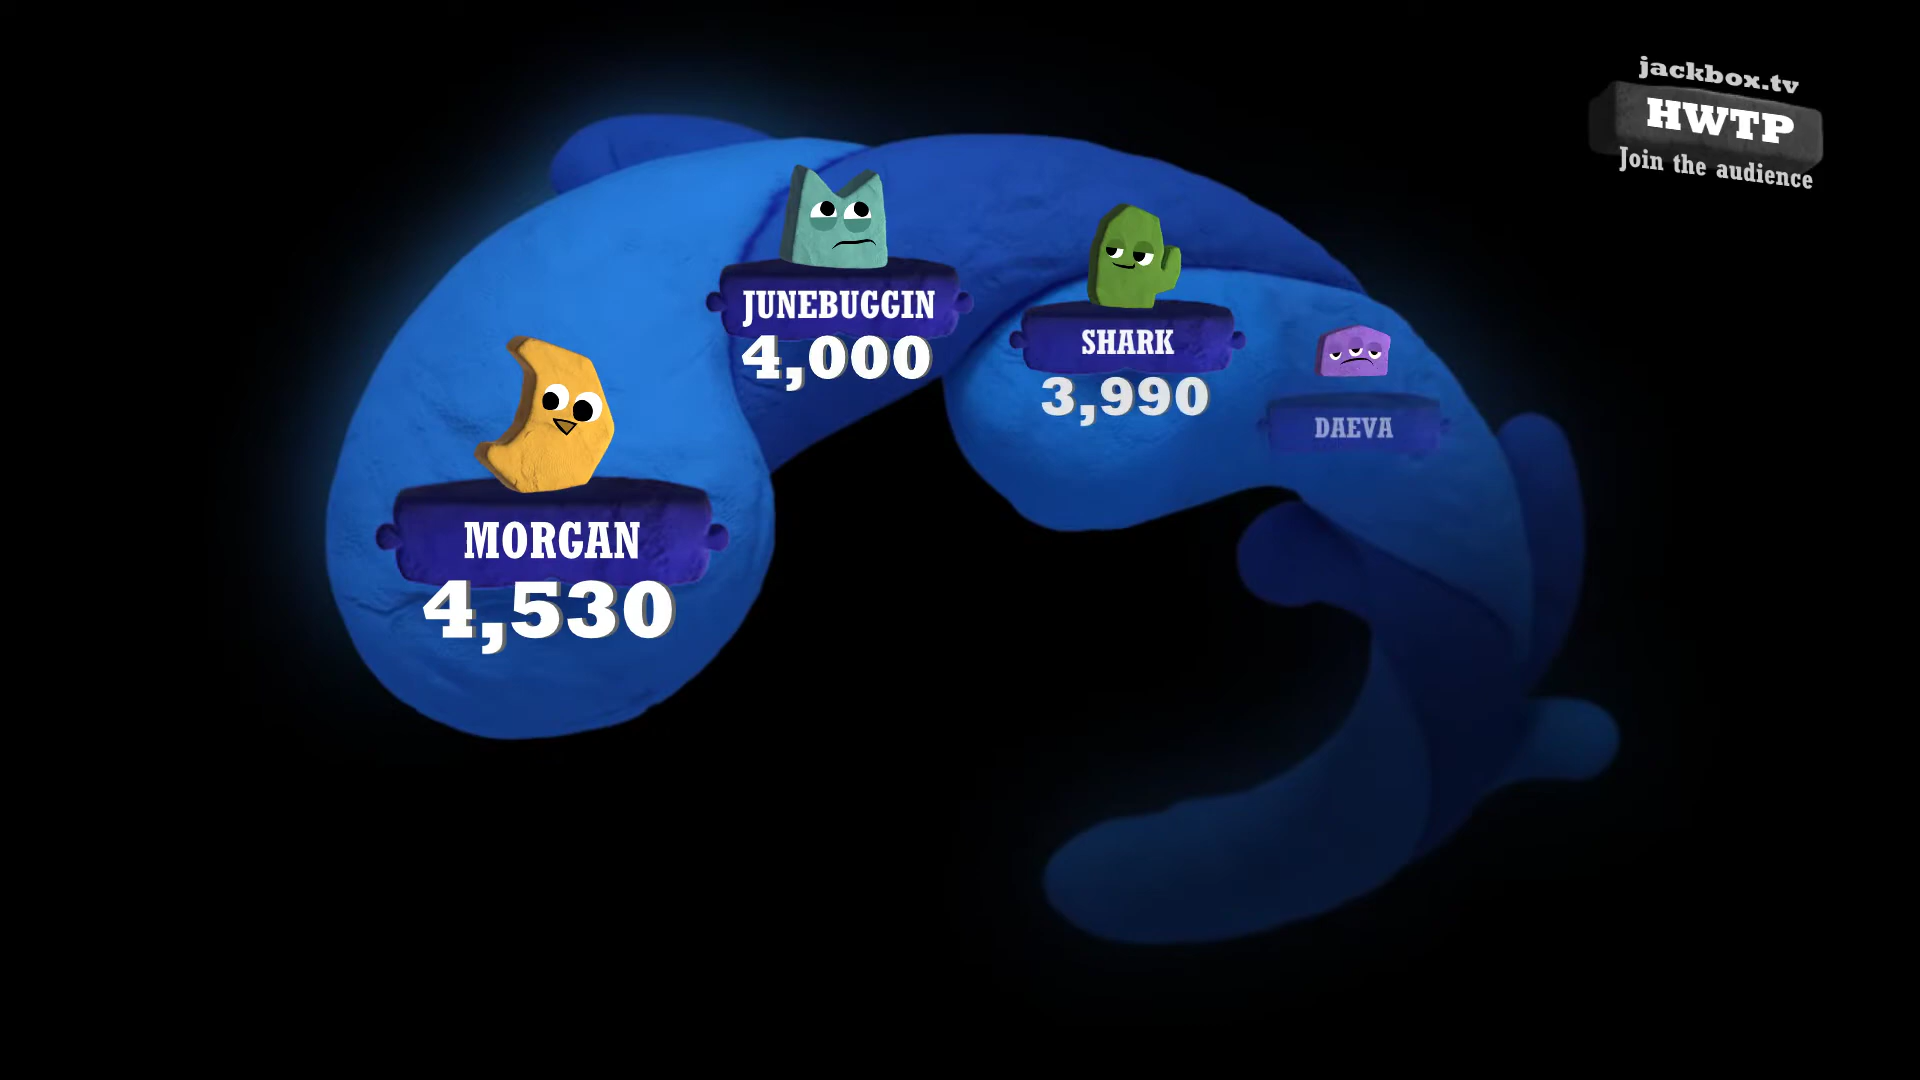 jackbox.tv
HWTP
Join the audience
JUNEBUGGIN
4,000
SHARK
3,990
DAEVA
MORGAN
4,530